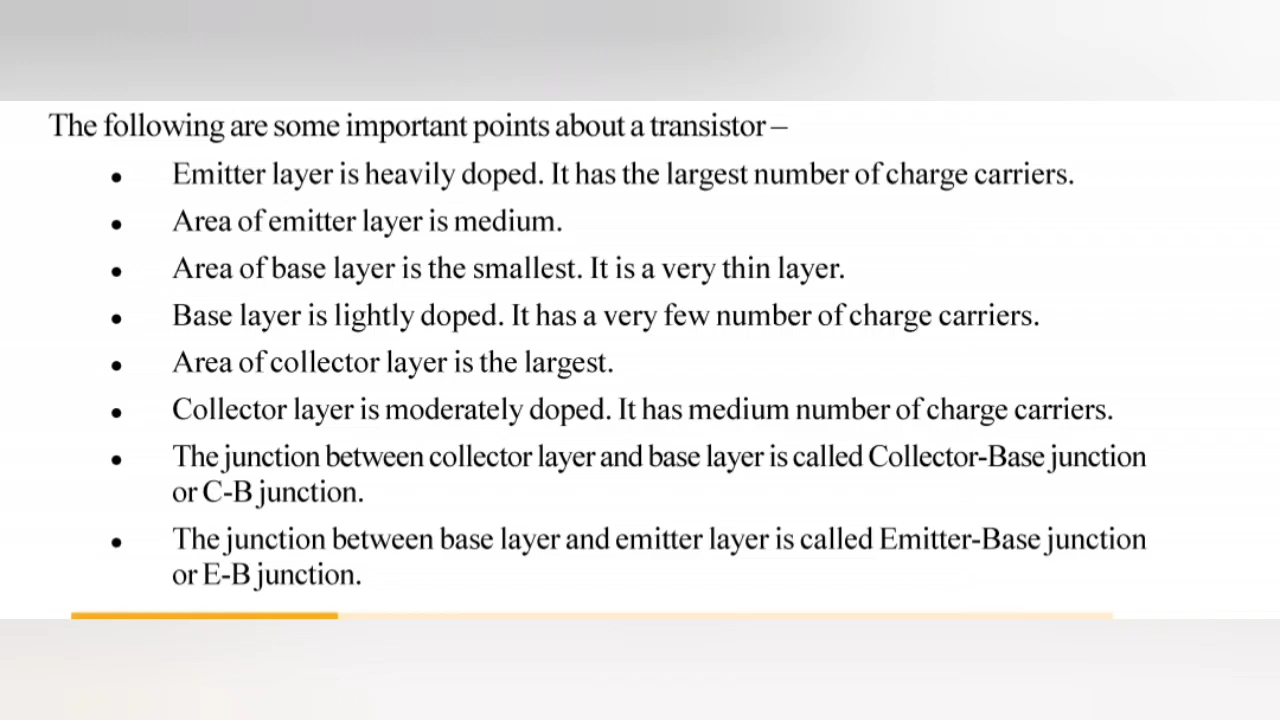 The following are some important points about a transistor –
• Emitter layer is heavily doped. It has the largest number of charge carriers.
• Area of emitter layer is medium.
• Area of base layer is the smallest. It is a very thin layer.
• Base layer is lightly doped. It has a very few number of charge carriers.
• Area of collector layer is the largest.
• Collector layer is moderately doped. It has medium number of charge carriers.
• The junction between collector layer and base layer is called Collector-Base junction
or C-B junction.
• The junction between base layer and emitter layer is called Emitter-Base junction
or E-B junction.